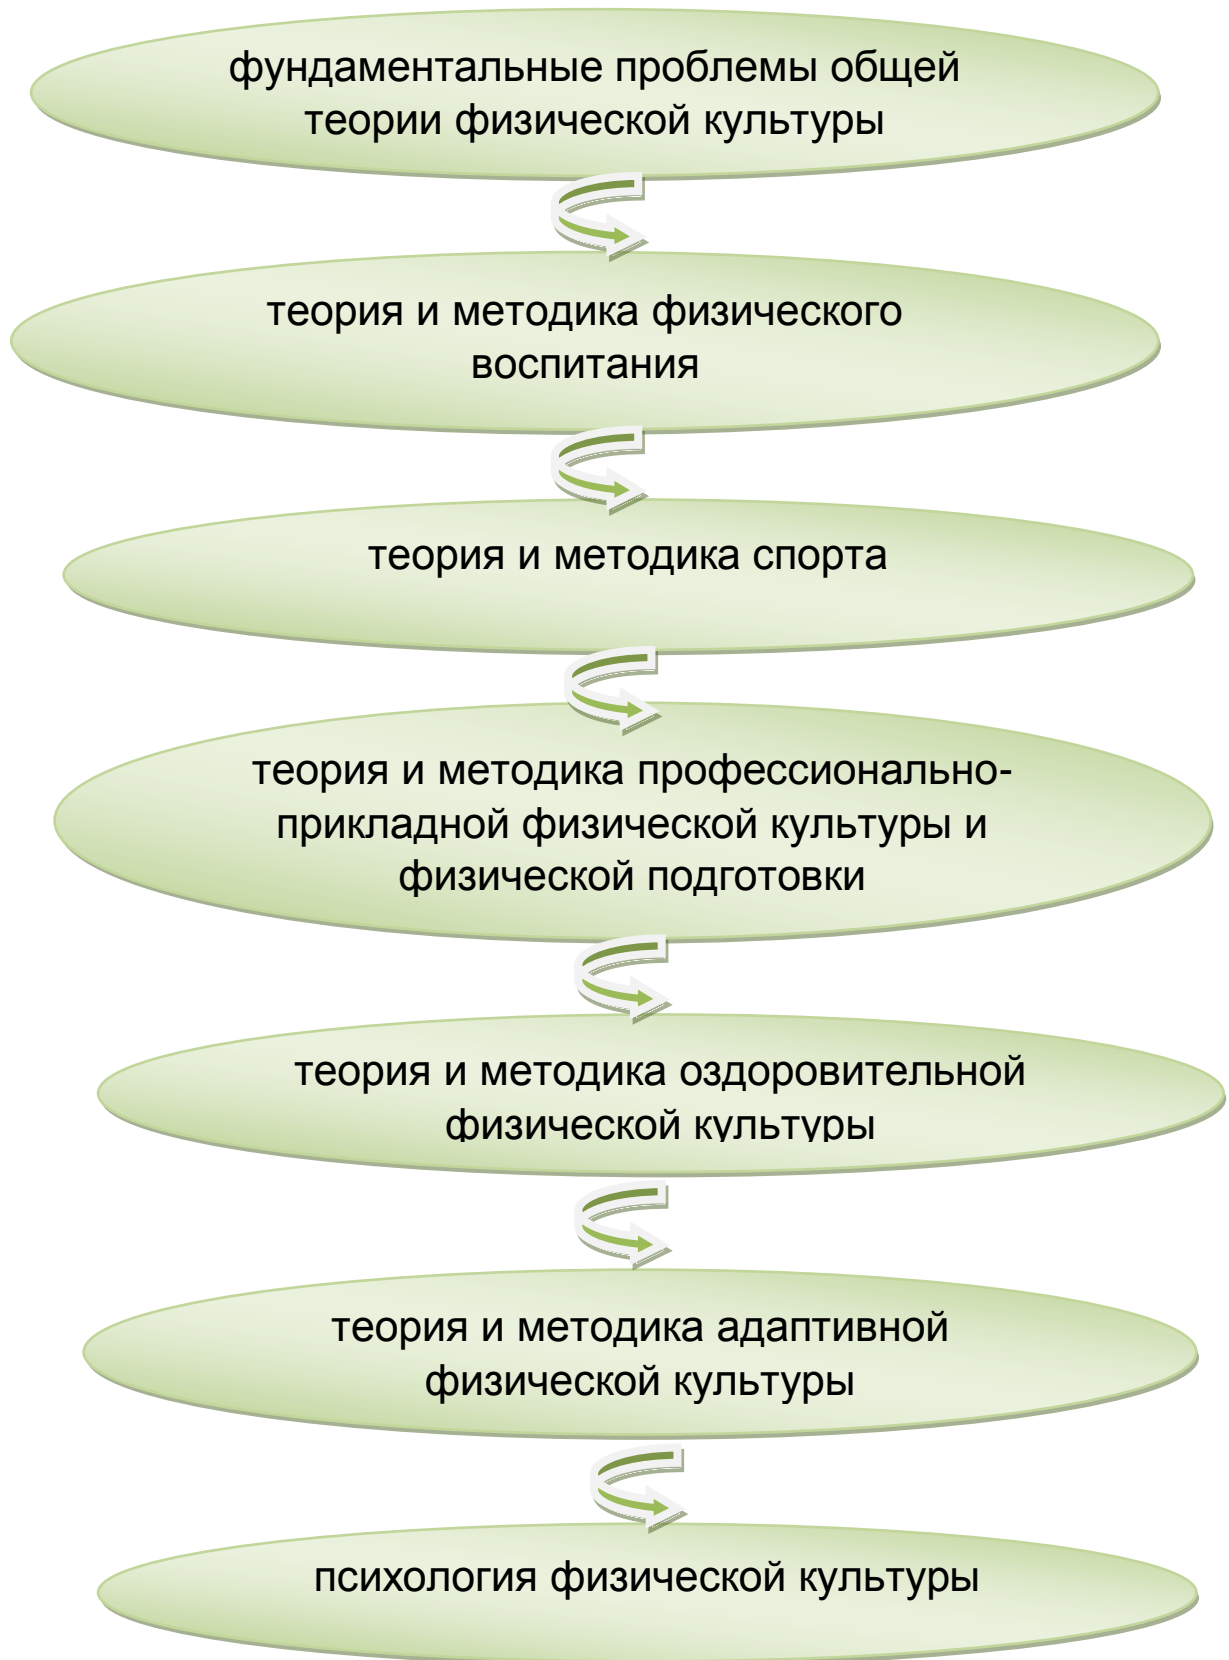 фундаментальные проблемы общей
теории физической культуры
теория и методика физического
воспитания
теория и методика спорта
теория и методика профессионально-
прикладной физической культуры и
физической подготовки
теория и методика оздоровительной
физической культуры
теория и методика адаптивной
физической культуры
психология физической культуры